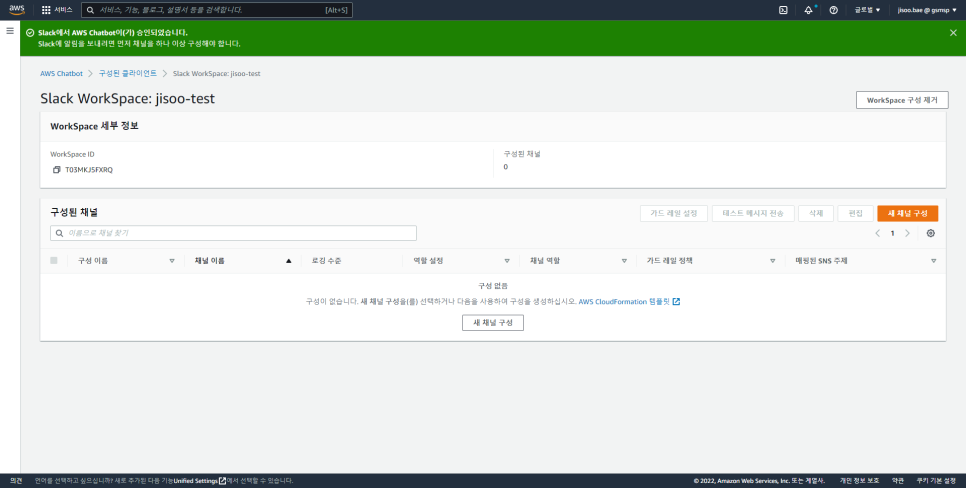 aws
서비스
서비스, 기능, 블로그, 설명서 등을 검색합니다.
[Alt+S]
글로벌 ▼
jisoo.bae @ gsmsp ▼
Slack에서 AWS Chatbot이(가) 승인되었습니다.
Slack에 알림을 보내려면 먼저 채널을 하나 이상 구성해야 합니다.
AWS Chatbot > 구성된 클라이언트 > Slack WorkSpace: jisoo-test
Slack WorkSpace: jisoo-test
WorkSpace 구성 제거
WorkSpace 세부 정보
WorkSpace ID
T03MKJ5FXRQ
구성된 채널
0
구성된 채널
가드 레일 설정
테스트 메시지 전송
삭제
편집
새 채널 구성
이름으로 채널 찾기
1
구성 이름
채널 이름
로깅 수준
역할 설정
채널 역할
가드 레일 정책
매핑된 SNS 주제
구성 없음
구성이 없습니다. 새 채널 구성을(를) 선택하거나 다음을 사용하여 구성을 생성하십시오. AWS CloudFormation 템플릿
새 채널 구성
의견
언어를 선택하고 싶으십니까? 새로 추가된 다음 기능Unified Settings에서 선택할 수 있습니다.
© 2022, Amazon Web Services, Inc. 또는 계열사.
개인 정보 보호
약관
쿠키 기본 설정